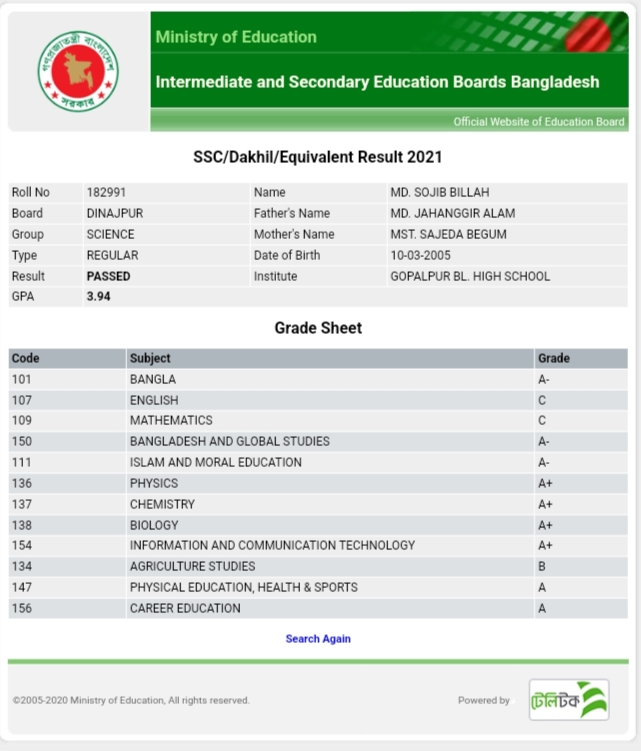 গণপ্রজাতন্ত্রী বাংলাদেশ
সরকার
Ministry of Education
Intermediate and Secondary Education Boards Bangladesh
Official Website of Education Board
SSC/Dakhil/Equivalent Result 2021
Roll No 182991 Name MD. SOJIB BILLAH
Board DINAJPUR Father's Name MD. JAHANGGIR ALAM
Group SCIENCE Mother's Name MST. SAJEDA BEGUM
Type REGULAR Date of Birth 10-03-2005
Result PASSED Institute GOPALPUR BL. HIGH SCHOOL
GPA 3.94
Grade Sheet
Code Subject Grade
101 BANGLA A-
107 ENGLISH C
109 MATHEMATICS C
150 BANGLADESH AND GLOBAL STUDIES A-
111 ISLAM AND MORAL EDUCATION A-
136 PHYSICS A+
137 CHEMISTRY A+
138 BIOLOGY A+
154 INFORMATION AND COMMUNICATION TECHNOLOGY A+
134 AGRICULTURE STUDIES B
147 PHYSICAL EDUCATION, HEALTH & SPORTS A
156 CAREER EDUCATION A
Search Again
©2005-2020 Ministry of Education, All rights reserved. Powered by টেলিটক